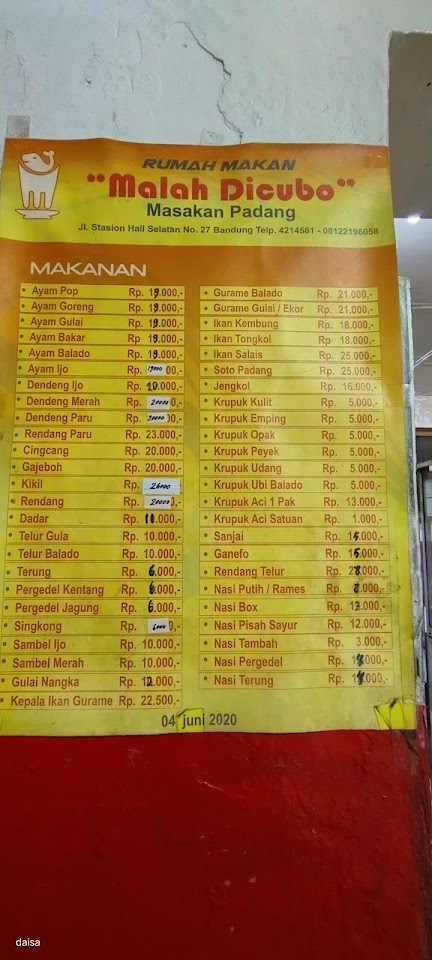 RUMAH MAKAN
"Malah Dicubo"
Masakan Padang
Jl. Stasion Hall Selatan No. 27 Bandung Telp. 4214581 - 08122196058
MAKANAN
• Ayam Pop Rp. 19.000,-
• Ayam Goreng Rp. 19.000,-
• Ayam Gulai Rp. 19.000,-
• Ayam Bakar Rp. 19.000,-
• Ayam Balado Rp. 19.000,-
• Ayam Ijo Rp. 19000 00,-
• Dendeng Ijo Rp. 20.000,-
• Dendeng Merah Rp. 20000 ,-
• Dendeng Paru Rp. 20000 0,-
• Rendang Paru Rp. 23.000,-
• Cingcang Rp. 20.000,-
• Gajeboh Rp. 20.000,-
• Kikil Rp. 26000
• Rendang Rp. 20000 ,-
• Dadar Rp. 10.000,-
• Telur Gula Rp. 10.000,-
• Telur Balado Rp. 10.000,-
• Terung Rp. 6.000,-
• Pergedel Kentang Rp. 6.000,-
• Pergedel Jagung Rp. 6.000,-
• Singkong Rp. 6000 0,-
• Sambel Ijo Rp. 10.000,-
• Sambel Merah Rp. 10.000,-
• Gulai Nangka Rp. 12.000,-
• Kepala Ikan Gurame Rp. 22.500,-
• Gurame Balado Rp. 21.000,-
• Gurame Gulai / Ekor Rp. 21.000,-
• Ikan Kembung Rp. 18.000,-
• Ikan Tongkol Rp 18.000,-
• Ikan Salais Rp. 25.000,-
• Soto Padang Rp. 25.000,-
• Jengkol Rp. 16.000,-
• Krupuk Kulit Rp. 5.000,-
• Krupuk Emping Rp. 5.000,-
• Krupuk Opak Rp. 5.000,-
• Krupuk Peyek Rp. 5.000,-
• Krupuk Udang Rp. 5.000,-
• Krupuk Ubi Balado Rp. 5.000,-
• Krupuk Aci 1 Pak Rp. 13.000,-
• Krupuk Aci Satuan Rp. 1.000,-
• Sanjai Rp. 15.000,-
• Ganefo Rp. 15.000,-
• Rendang Telur Rp. 28.000,-
• Nasi Putih / Rames Rp. 8.000,-
• Nasi Box Rp. 12.000,-
• Nasi Pisah Sayur Rp. 12.000,-
• Nasi Tambah Rp. 3.000,-
• Nasi Pergedel Rp. 000,-
• Nasi Terung Rp. 000,-
04 juni 2020
daisa